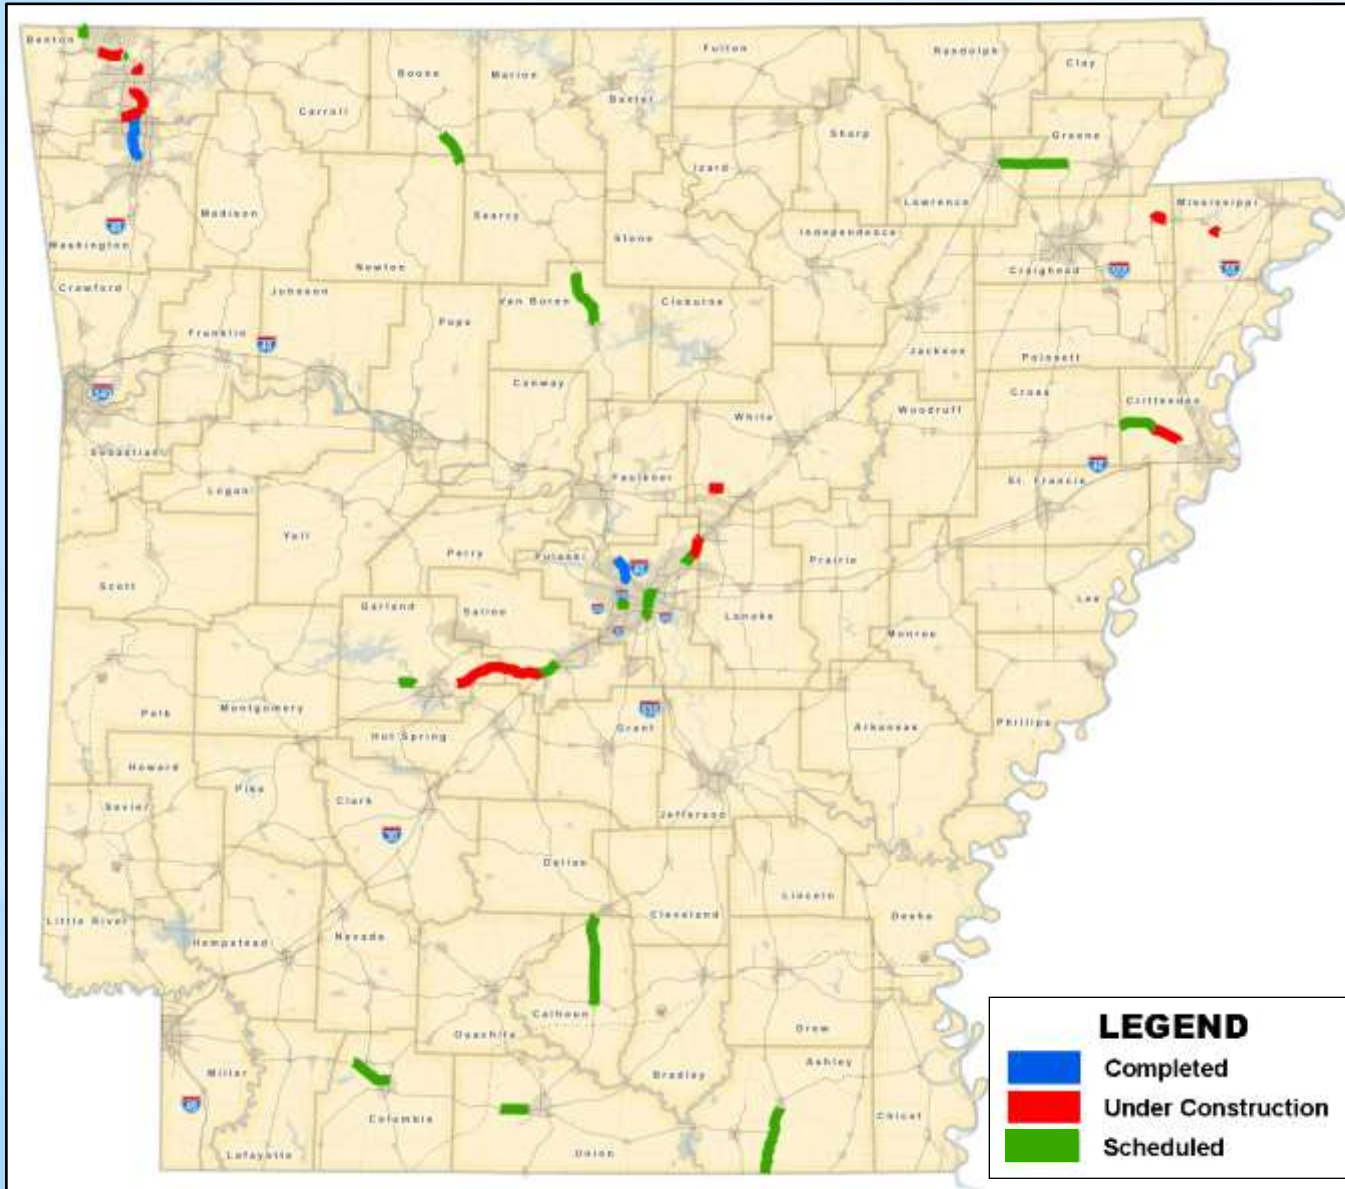 Benton
Boone
Marion
Fulton
Randolph
Clay
Carroll
Baxter
Sharp
Greene
Izard
Madison
Searcy
Stone
Lawrence
Mississippi
Washington
Newton
Independence
Craighead
Crawford
Johnson
Van Buren
Cleburne
Franklin
Pope
Jackson
Poinsett
Conway
White
Woodruff
Cross
Crittenden
Sebastian
Logan
Faulkner
St. Francis
Yell
Perry
Pulaski
Prairie
Scott
Garland
Saline
Lonoke
Lee
Monroe
Polk
Montgomery
Hot Spring
Grant
Arkansas
Phillips
Howard
Pike
Sevier
Clark
Jefferson
Dallas
Lincoln
Little River
Hempstead
Nevada
Cleveland
Desha
Calhoun
Ouachita
Drew
Miller
Bradley
Ashley
Columbia
Chicot
Lafayette
Union
LEGEND
Completed
Under Construction
Scheduled